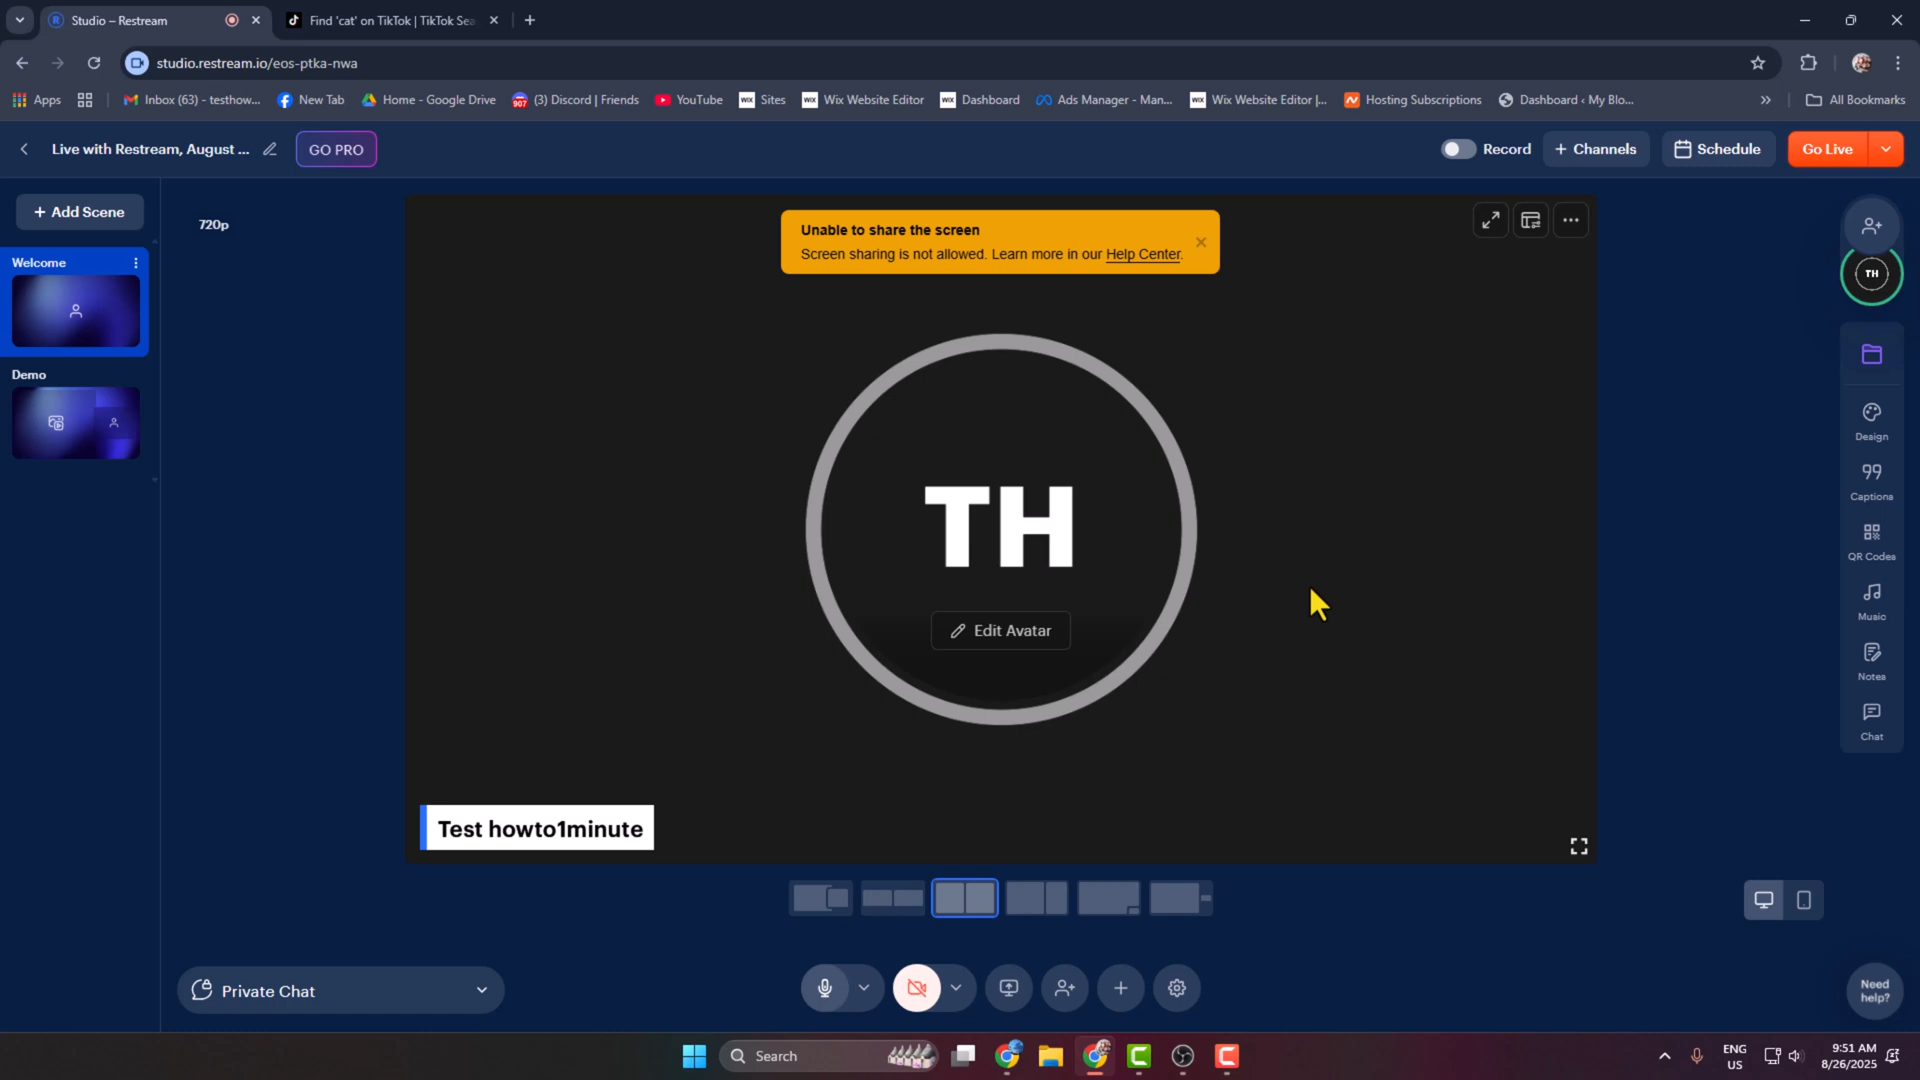 Studio – Restream
Find 'cat' on TikTok | TikTok Sea
studio.restream.io/eos-ptka-nwa
Apps
Inbox (63) - testhow...
New Tab
Home - Google Drive
(3) Discord | Friends
YouTube
Sites
Wix Website Editor
Dashboard
Ads Manager - Man...
Wix Website Editor |...
Hosting Subscriptions
Dashboard ‹ My Blo...
All Bookmarks
Live with Restream, August ...
GO PRO
Record
+ Channels
Schedule
Go Live
+ Add Scene
720p
Unable to share the screen
Screen sharing is not allowed. Learn more in our Help Center.
Welcome
TH
Demo
Design
Captions
QR Codes
TH
Music
Edit Avatar
Notes
Chat
Test howto1minute
Private Chat
Need
help?
Search
ENG
US
9:51 AM
8/26/2025